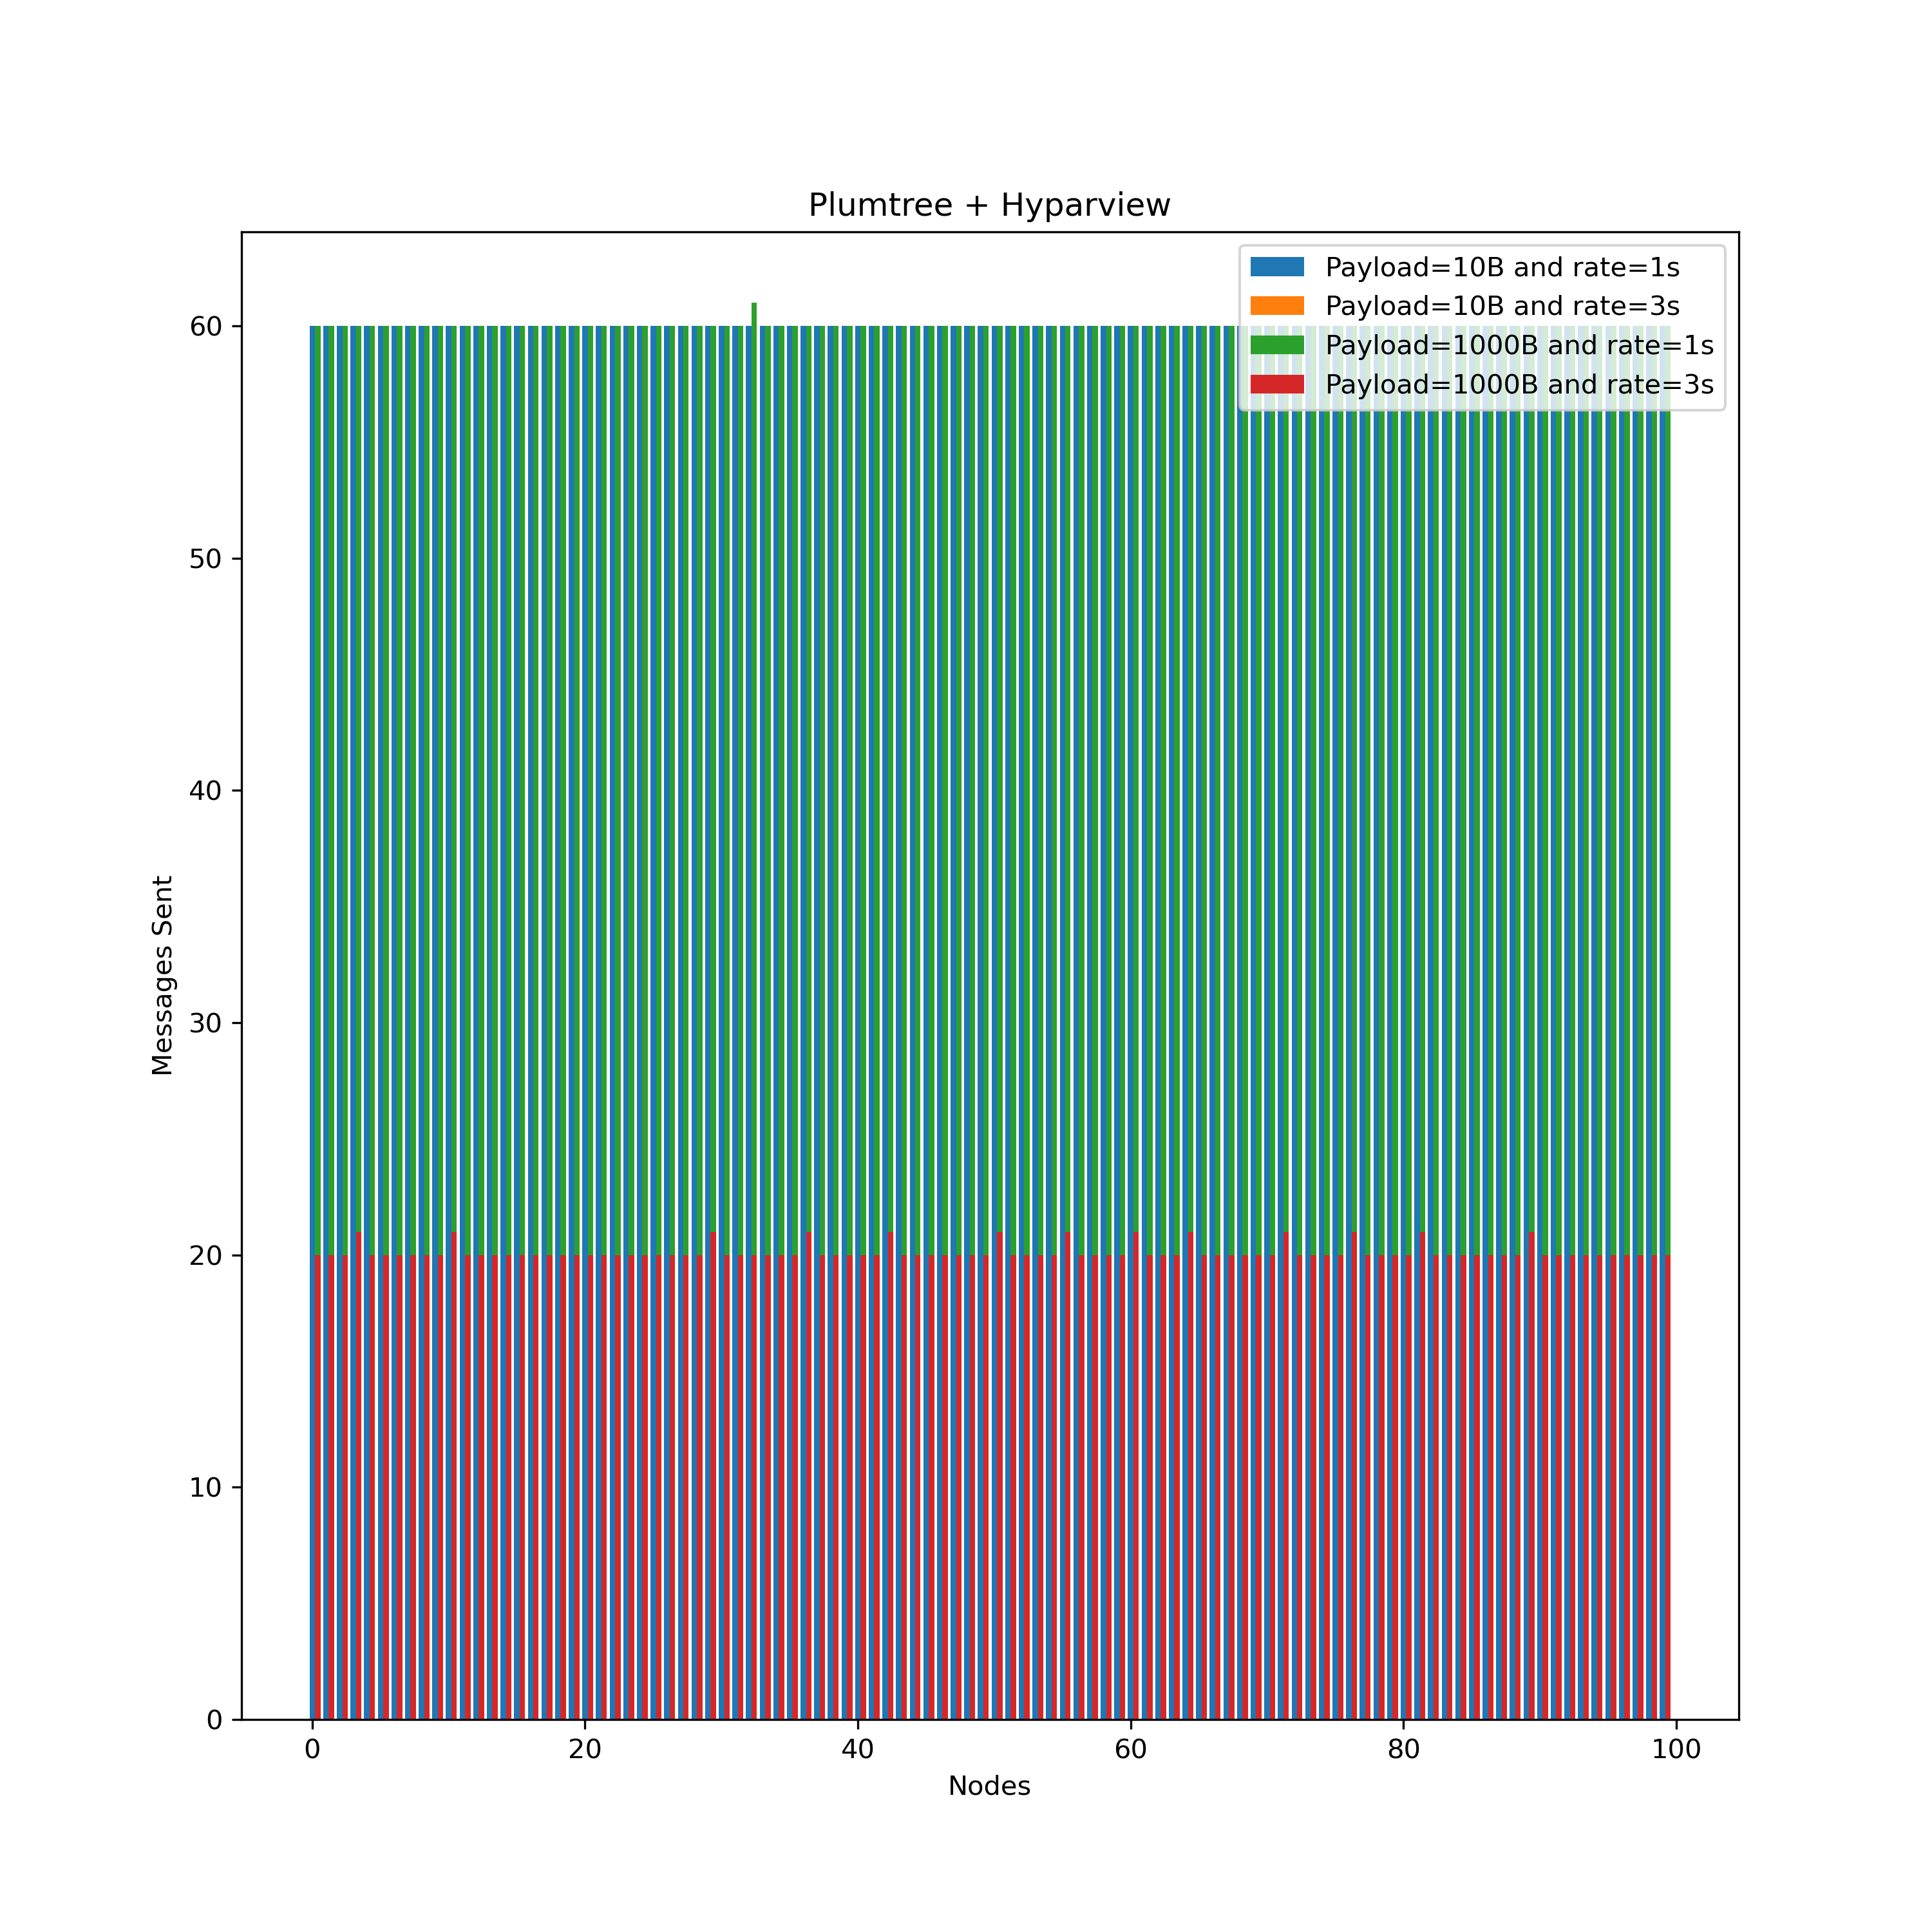 Plumtree + Hyparview
Payload=10B and rate=1s
Payload=10B and rate=3s
Payload=1000B and rate=1s
Payload=1000B and rate=3s
60
50
40
30
20
10
0
Messages Sent
0 20 40 60 80 100
Nodes